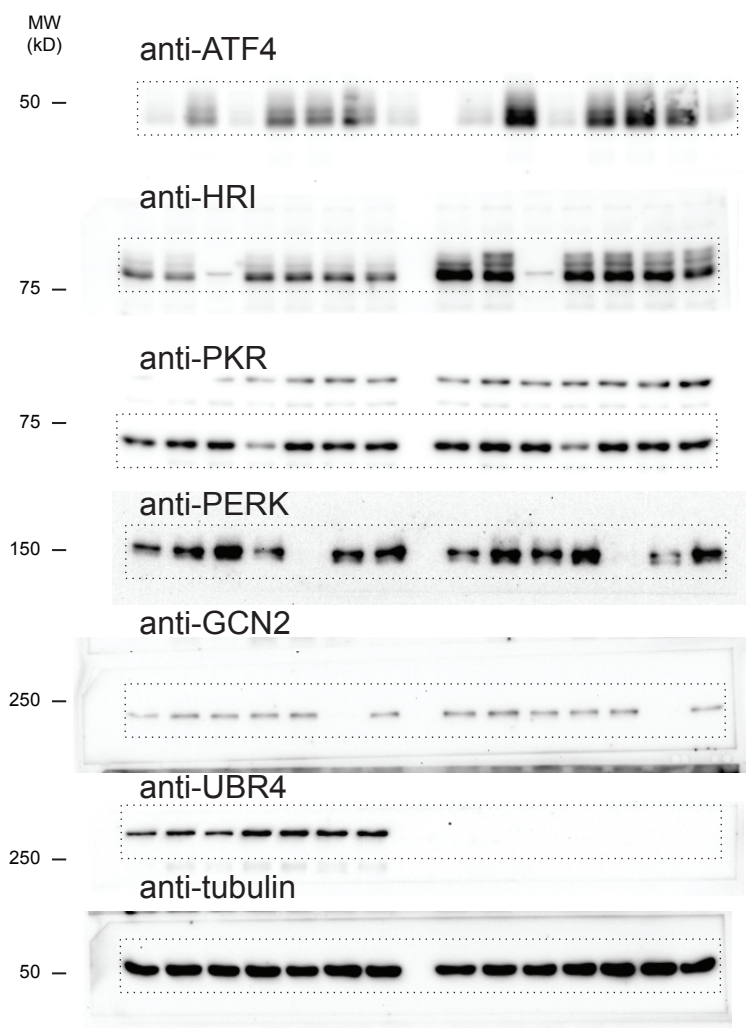 MW
(kD)
anti-ATF4
50 —
anti-HRI
75 —
anti-PKR
75 —
anti-PERK
150 —
anti-GCN2
250 —
anti-UBR4
250 —
anti-tubulin
50 —